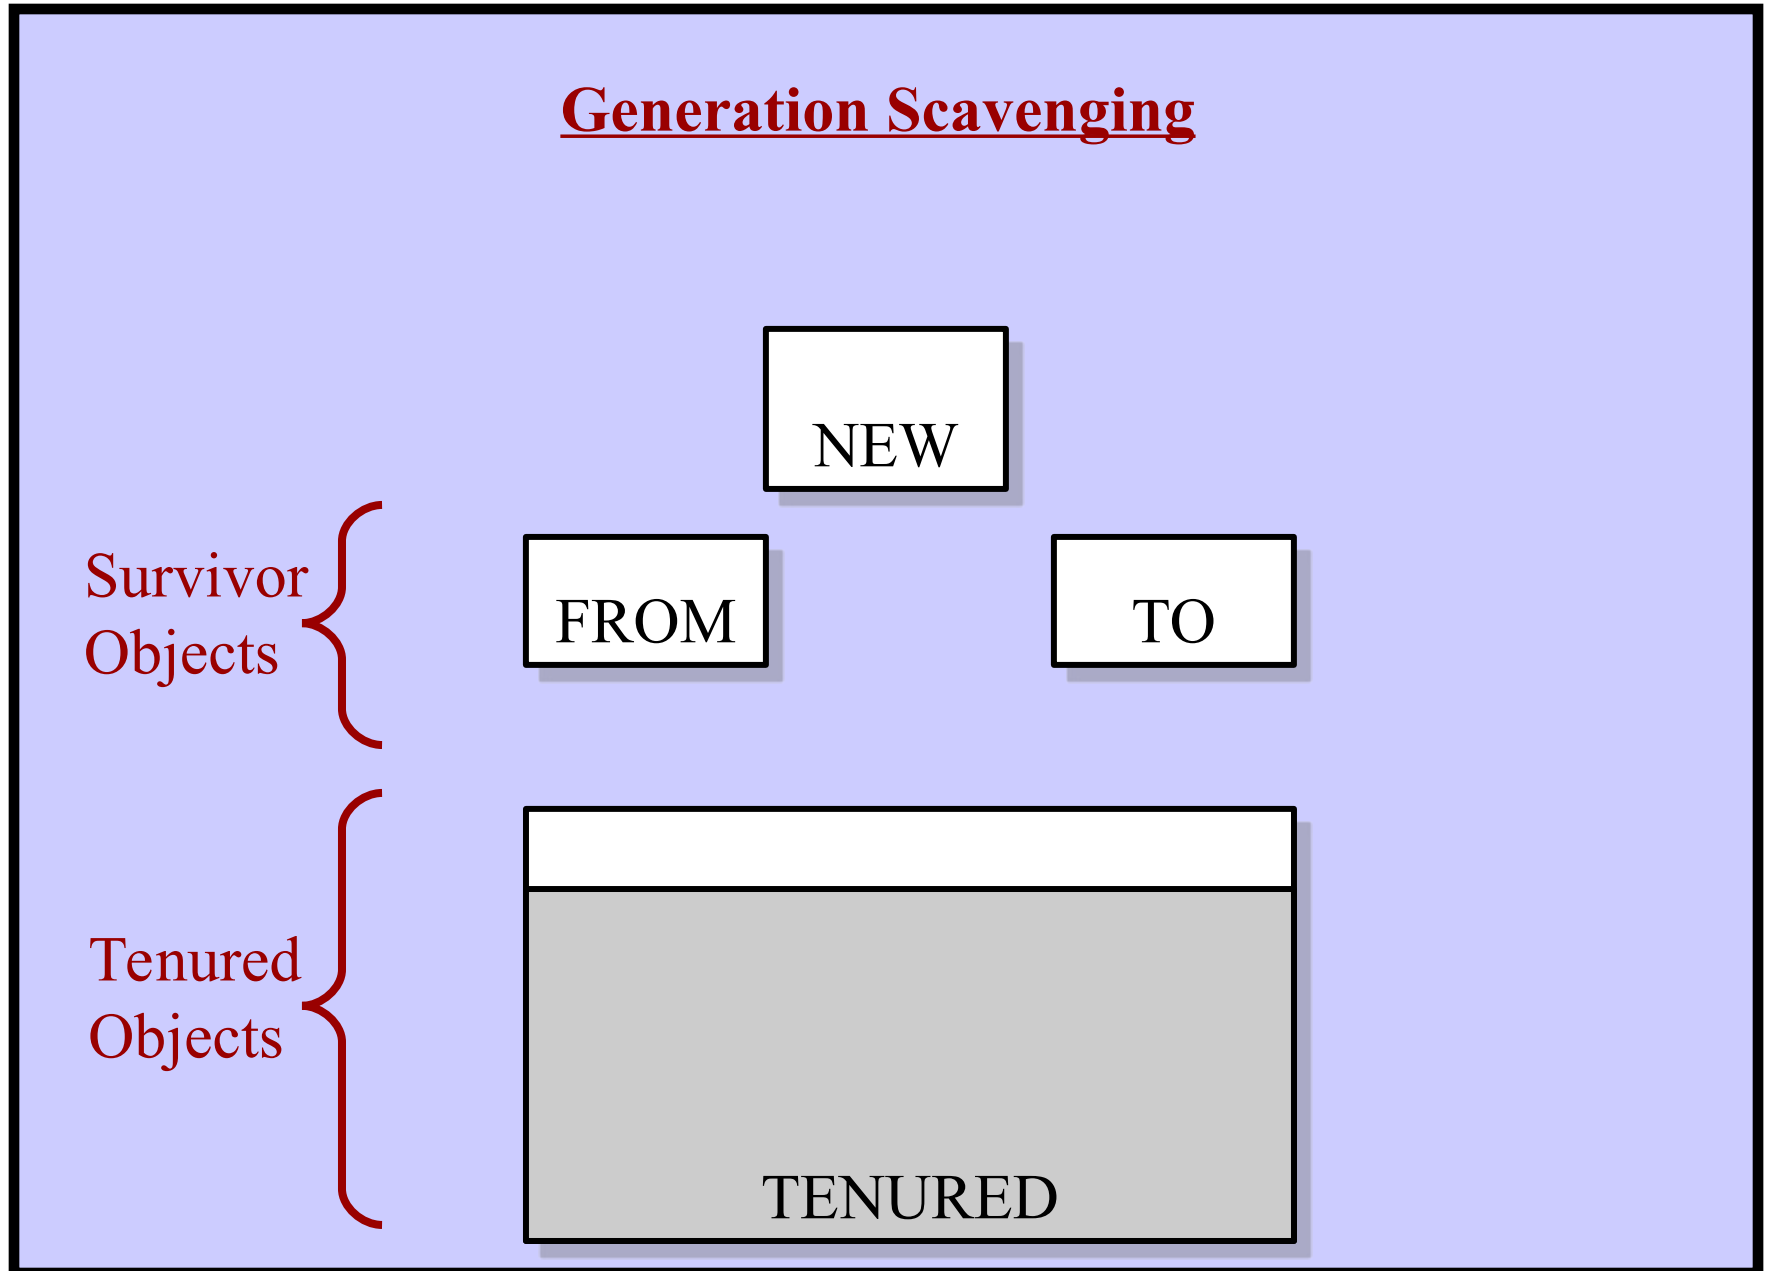 Generation Scavenging
NEW
Survivor
Objects
FROM
TO
Tenured
Objects
TENURED